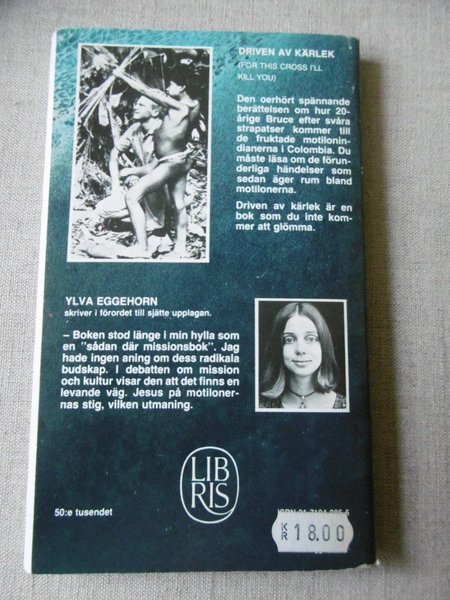 DRIVEN AV KÄRLEK
(FOR THIS CROSS I'LL
KILL YOU)
Den oerhört spännande
berättelsen om hur 20-
årige Bruce efter svåra
strapatser kommer till
de fruktade motilonin-
dianerna i Colombia. Du
måste läsa om de förun-
derliga händelser som
sedan äger rum bland
motilonerna.
Driven av kärlek är en
bok som du inte kom-
mer att glömma.
YLVA EGGEHORN
skriver i förordet till sjätte upplagan.
– Boken stod länge i min hylla som
en "sådan där missionsbok". Jag
hade ingen aning om dess radikala
budskap. I debatten om mission
och kultur visar den att det finns en
levande väg. Jesus på motiloner-
nas stig, vilken utmaning.
LIB
RIS
50:e tusendet
KR 18.00